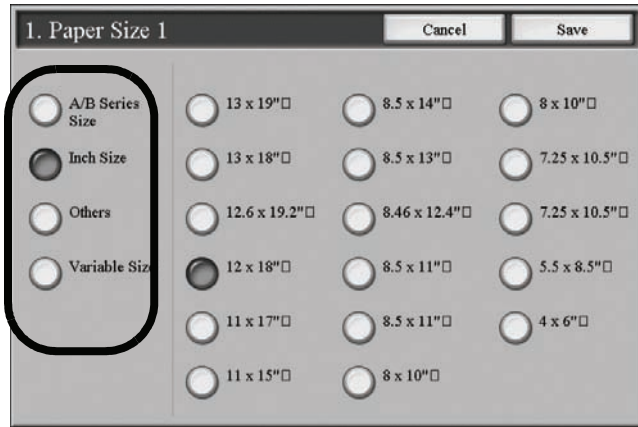 1. Paper Size 1
Cancel
Save
A/B Series
Size
Inch Size
Others
Variable Size
13 x 19"□
13 x 18"□
12.6 x 19.2"□
12 x 18"□
11 x 17"□
11 x 15"□
8.5 x 14"□
8.5 x 13"□
8.46 x 12.4"□
8.5 x 11"□
8.5 x 11"□
8 x 10"□
8 x 10"□
7.25 x 10.5"□
7.25 x 10.5"□
5.5 x 8.5"□
4 x 6"□